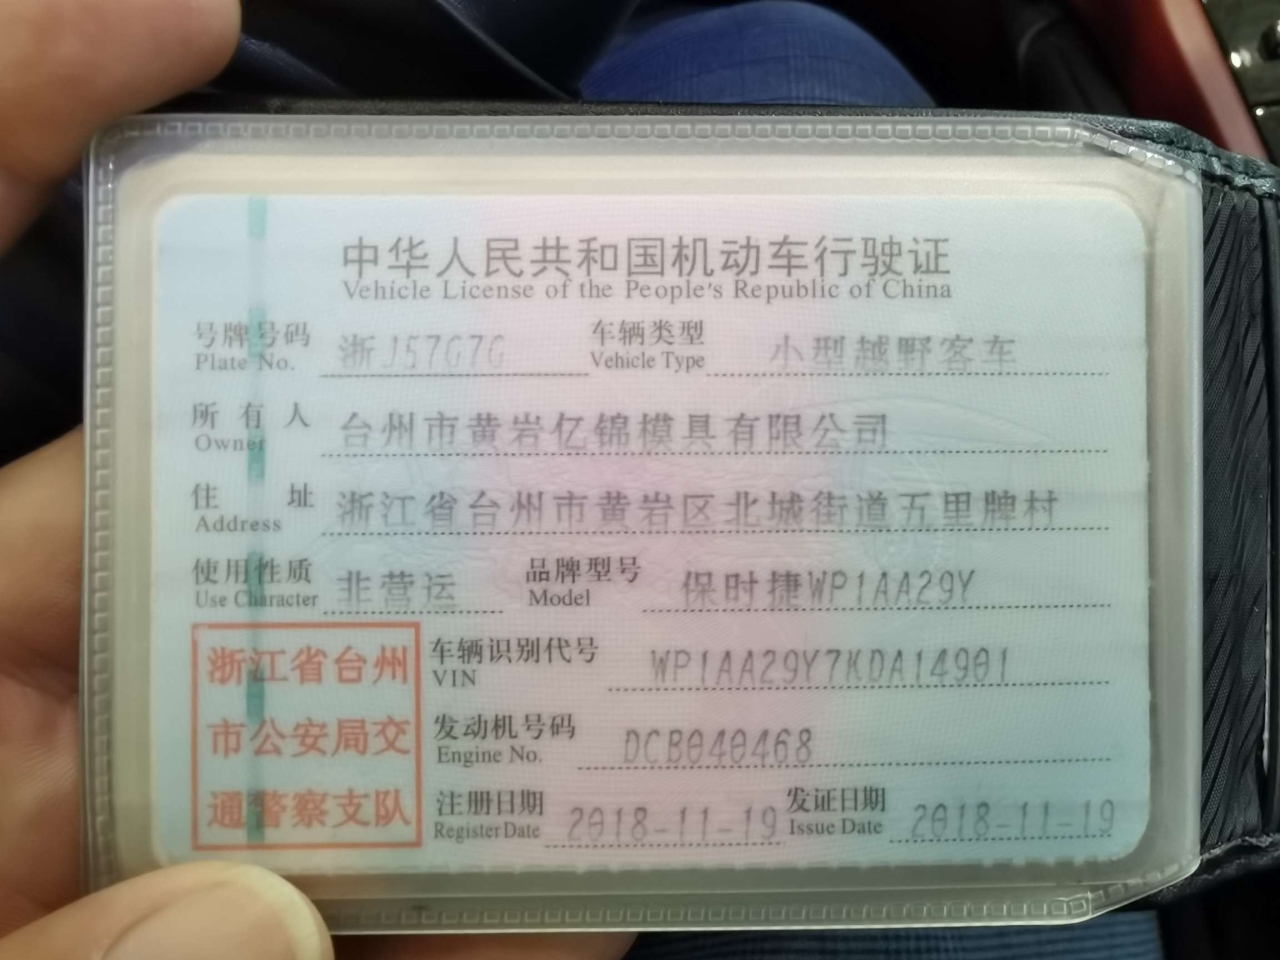 中华人民共和国机动车行驶证
Vehicle License of the People's Republic of China
号牌号码 浙J57G7G 车辆类型 小型越野客车
Plate No. Vehicle Type
所有人 台州市黄岩亿锦模具有限公司
Owner
住址 浙江省台州市黄岩区北城街道五里牌村
Address
使用性质 非营运 品牌型号 保时捷WP1AA29Y
Use Character Model
浙江省台州
市公安局交
通警察支队
车辆识别代号 WP1AA29Y7KDA14901
VIN
发动机号码 DCB040468
Engine No.
注册日期 2018-11-19 发证日期 2018-11-19
Register Date Issue Date